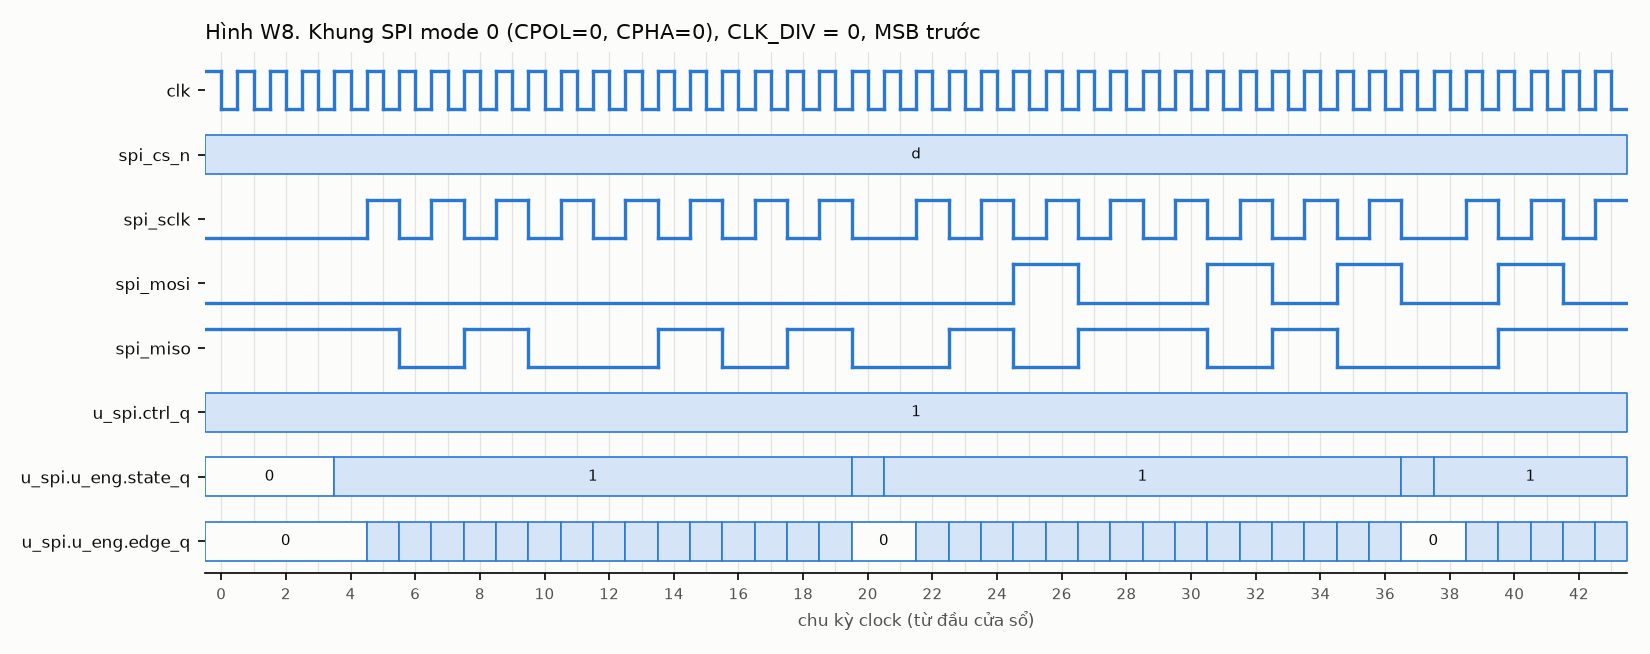 Hình W8. Khung SPI mode 0 (CPOL=0, CPHA=0), CLK_DIV = 0, MSB trước
clk
spi_cs_n
d
spi_sclk
spi_mosi
spi_miso
u_spi.ctrl_q
1
u_spi.u_eng.state_q
0 1 1 1
u_spi.u_eng.edge_q
0 0 0
0 2 4 6 8 10 12 14 16 18 20 22 24 26 28 30 32 34 36 38 40 42
chu kỳ clock (từ đầu cửa sổ)